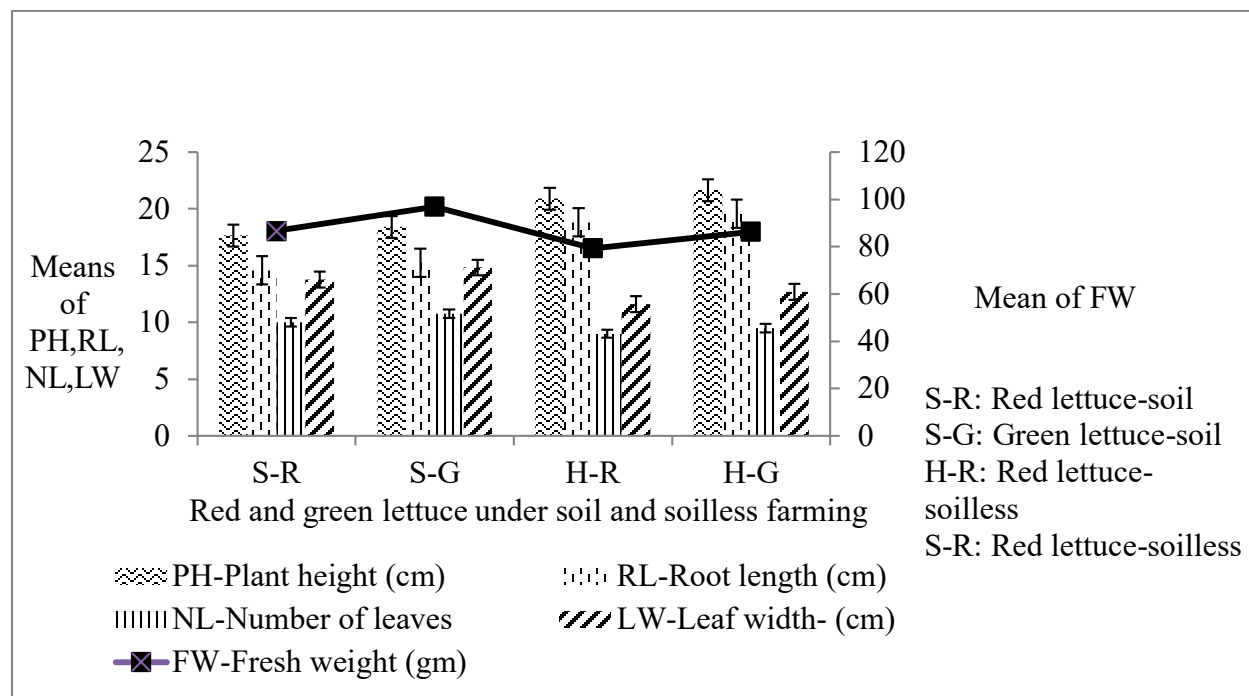 25
20
15
10
5
0
Means
of
PH,RL,
NL,LW
120
100
80
60
40
20
0
Mean of FW
S-R
S-G
H-R
H-G
Red and green lettuce under soil and soilless farming
S-R: Red lettuce-soil
S-G: Green lettuce-soil
H-R: Red lettuce-
soilless
S-R: Red lettuce-soilless
PH-Plant height (cm)
RL-Root length (cm)
NL-Number of leaves
LW-Leaf width- (cm)
FW-Fresh weight (gm)